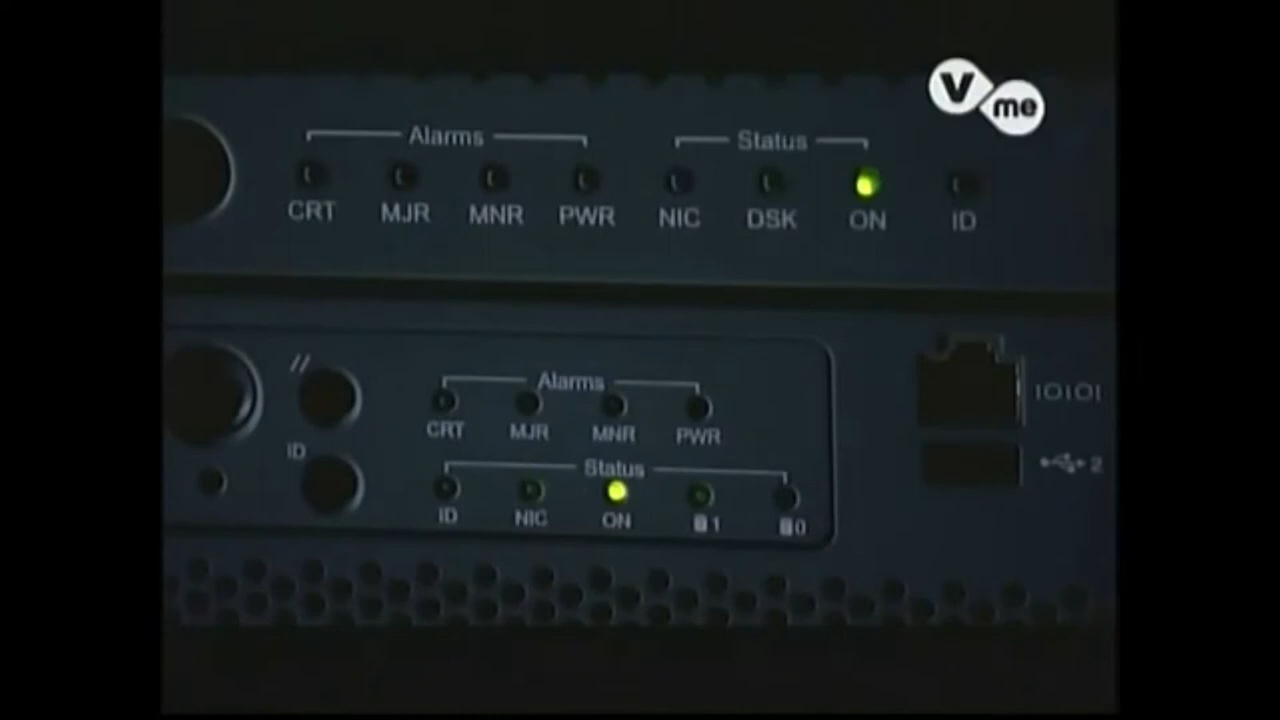 V me
Alarms
Status
CRT MJR MNR PWR NIC DSK ON ID
//
Alarms
CRT MJR MNR PWR
IOIOI
ID
Status
2
ID NIC ON 1 0